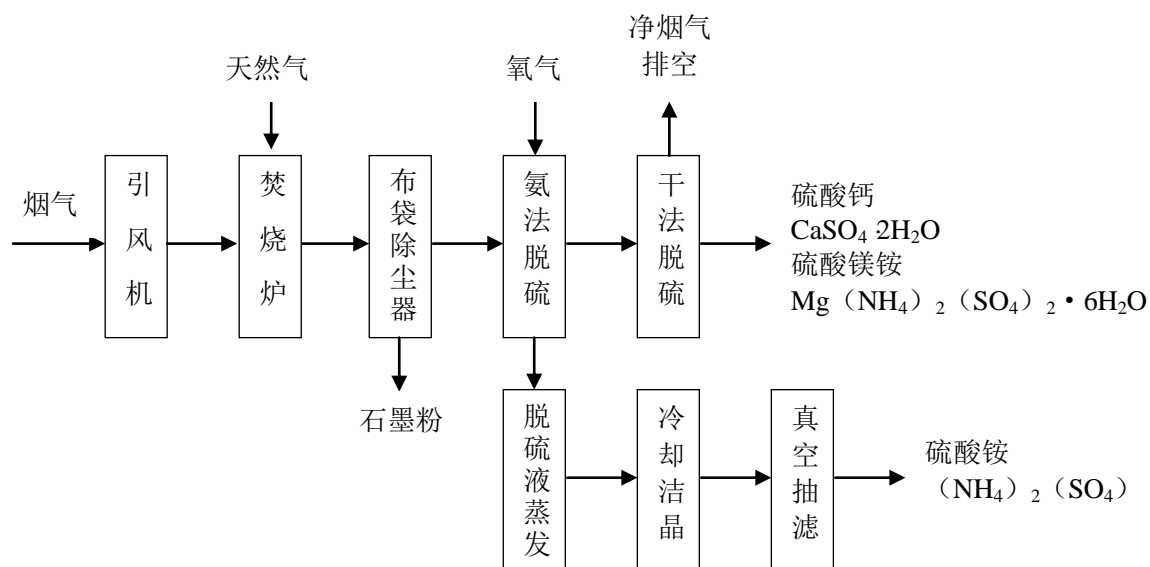 净烟气
排空
天然气
氧气
烟气
引风机
焚烧炉
布袋除尘器
氨法脱硫
干法脱硫
硫酸钙
CaSO₄ 2H₂O
硫酸镁铵
Mg（NH₄）₂（SO₄）₂·6H₂O
石墨粉
脱硫液蒸发
冷却洁晶
真空抽滤
硫酸铵
（NH₄）₂（SO₄）